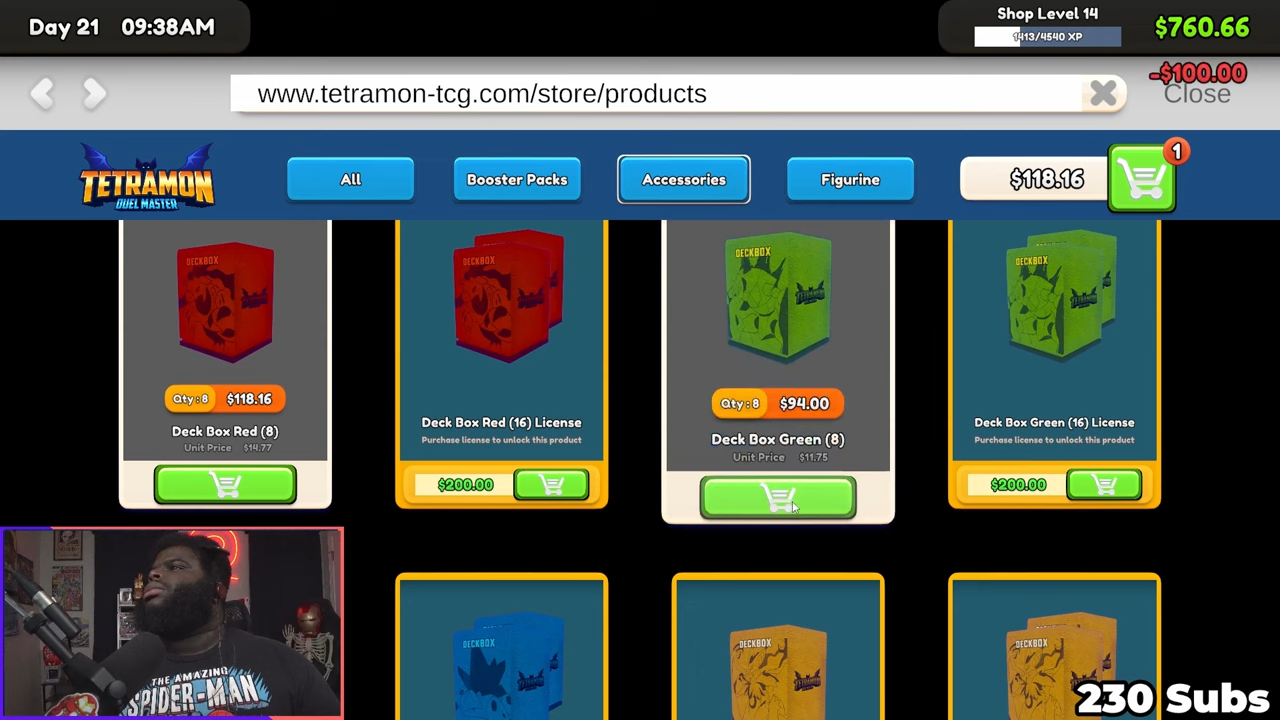 Day 21 09:38AM
Shop Level 14
1413/4540 XP
$760.66
-$100.00
www.tetramon-tcg.com/store/products
Close
TETRAMON
DUEL MASTER
All
Booster Packs
Accessories
Figurine
$118.16
1
DECKBOX
DECKBOX
DECKBOX
DECKBOX
Qty : 8 $118.16
Deck Box Red (8)
Unit Price $14.77
Deck Box Red (16) License
Purchase license to unlock this product
$200.00
Qty : 8 $94.00
Deck Box Green (8)
Unit Price $11.75
Deck Box Green (16) License
Purchase license to unlock this product
$200.00
DECKBOX
DECKBOX
DECKBOX
THE AMAZING
SPIDER-MAN
230 Subs